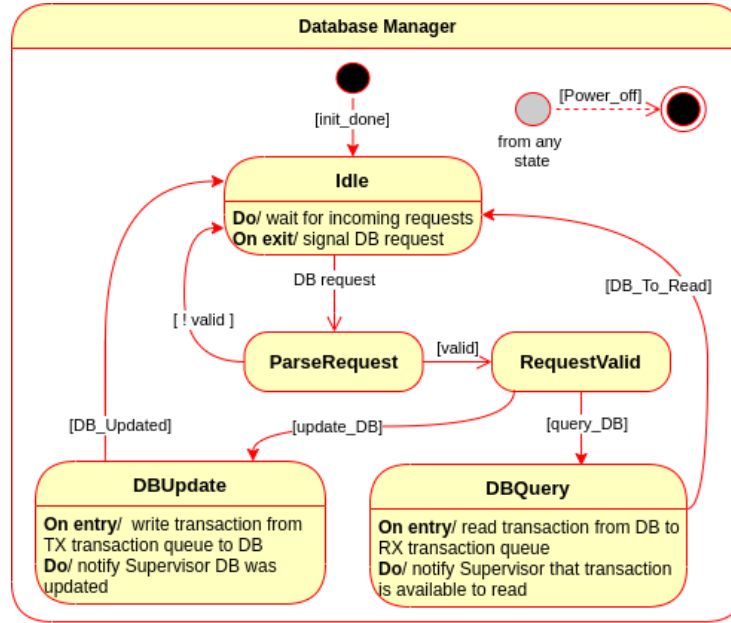 Database Manager
[init_done]
[Power_off]
from any
state
Idle
Do/ wait for incoming requests
On exit/ signal DB request
DB request
[DB_To_Read]
[ ! valid ]
ParseRequest
[valid]
RequestValid
[DB_Updated]
[update_DB]
[query_DB]
DBUpdate
On entry/ write transaction from
TX transaction queue to DB
Do/ notify Supervisor DB was
updated
DBQuery
On entry/ read transaction from DB to
RX transaction queue
Do/ notify Supervisor that transaction
is available to read